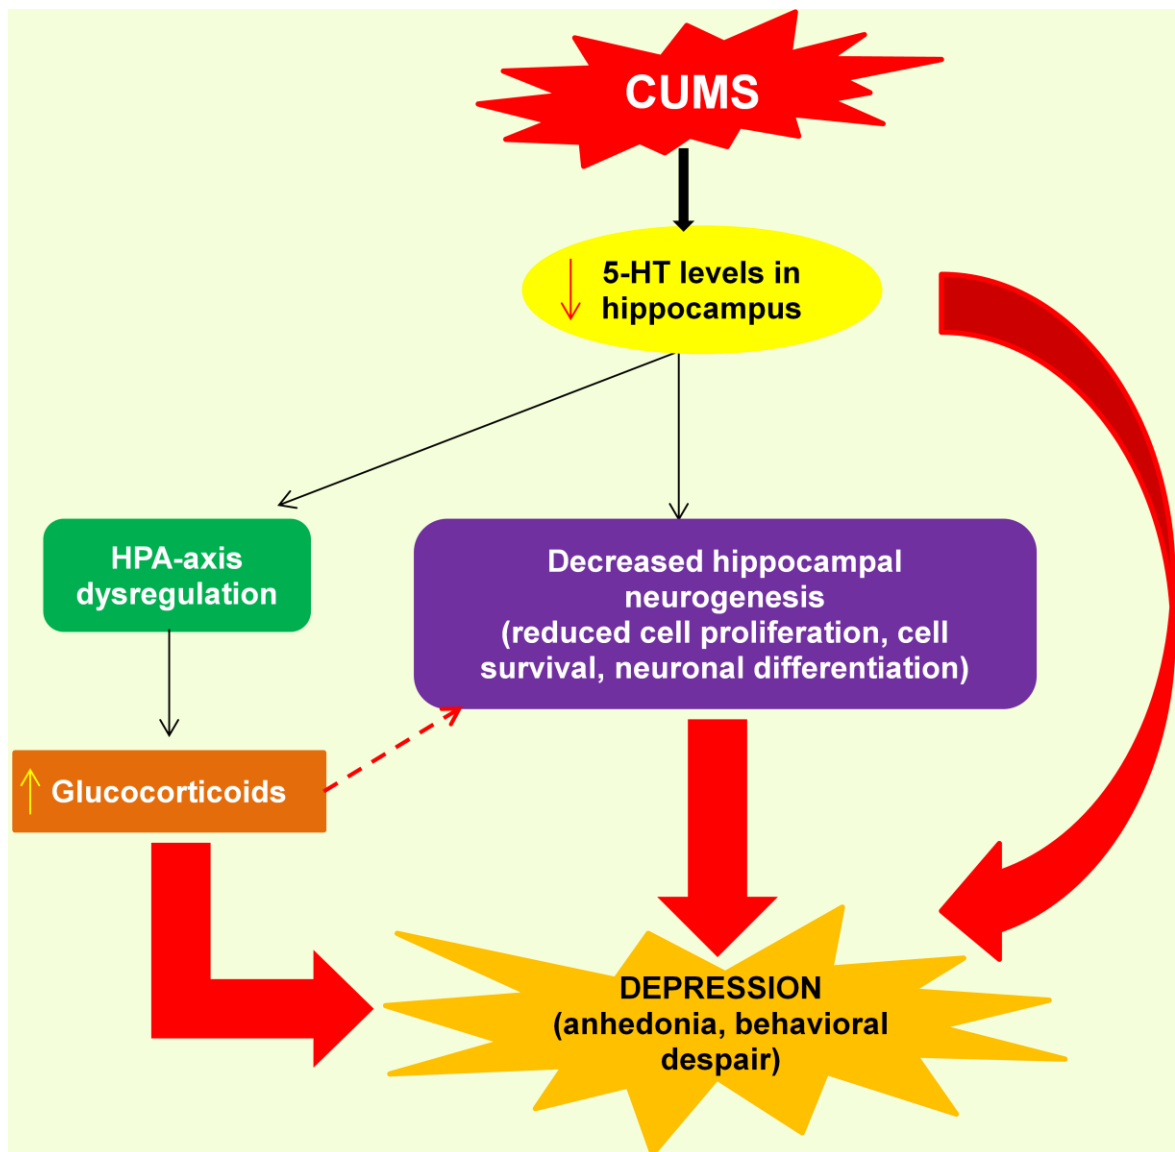 CUMS
↓ 5-HT levels in
hippocampus
HPA-axis
dysregulation
Decreased hippocampal
neurogenesis
(reduced cell proliferation, cell
survival, neuronal differentiation)
↑ Glucocorticoids
DEPRESSION
(anhedonia, behavioral
despair)